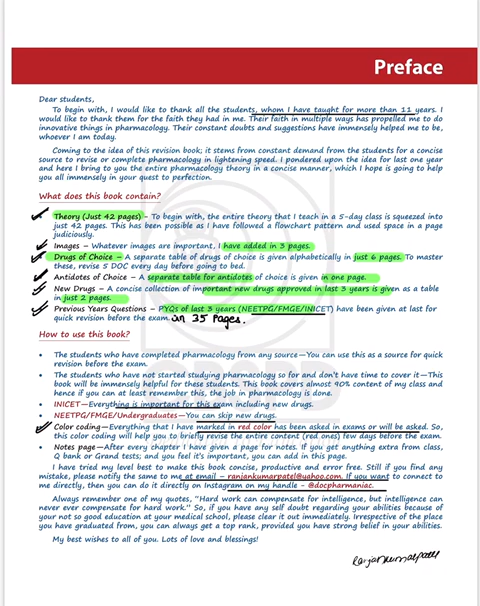 Preface
Dear students,
To begin with, I would like to thank all the students, whom I have taught for more than 11 years. I
would like to thank them for the faith they had in me. Their faith in multiple ways has propelled me to do
innovative things in pharmacology. Their constant doubts and suggestions have immensely helped me to be,
whoever I am today.
Coming to the idea of this revision book; it stems from constant demand from the students for a concise
source to revise or complete pharmacology in lightening speed. I pondered upon the idea for last one year
and here I bring to you the entire pharmacology theory in a concise manner, which I hope is going to help
you all immensely in your quest to perfection.
What does this book contain?
Theory (Just 42 pages) – To begin with, the entire theory that I teach in a 5-day class is squeezed into
just 42 pages. This has been possible as I have followed a flowchart pattern and used space in a page
judiciously.
Images – Whatever images are important, I have added in 3 pages.
Drugs of Choice – A separate table of drugs of choice is given alphabetically in just 6 pages. To master
these, revise 5 DOC every day before going to bed.
Antidotes of Choice – A separate table for antidotes of choice is given in one page.
New Drugs – A concise collection of important new drugs approved in last 3 years is given as a table
in just 2 pages.
Previous Years Questions – PYQs of last 3 years (NEETPG/FMGE/INICET) have been given at last for
quick revision before the exam. In 35 Pages.
How to use this book?
• The students who have completed pharmacology from any source—You can use this as a source for quick
revision before the exam.
• The students who have not started studying pharmacology so for and don't have time to cover it—This
book will be immensely helpful for these students. This book covers almost 90% content of my class and
hence if you can at least remember this, the job in pharmacology is done.
• INICET—Everything is important for this exam including new drugs.
• NEETPG/FMGE/Undergraduates—You can skip new drugs.
Color coding—Everything that I have marked in red color has been asked in exams or will be asked. So,
this color coding will help you to briefly revise the entire content (red ones) few days before the exam.
• Notes page—After every chapter I have given a page for notes. If you get anything extra from class,
Q bank or Grand tests; and you feel it's important, you can add in this page.
I have tried my level best to make this book concise, productive and error free. Still if you find any
mistake, please notify the same to me at email – ranjankumarpatel@yahoo.com. If you want to connect to
me directly, then you can do it directly on Instagram on my handle - @docpharmaniac.
Always remember one of my quotes, "Hard work can compensate for intelligence, but intelligence can
never ever compensate for hard work." So, if you have any self doubt regarding your abilities because of
your not so good education at your medical school, please clear it out immediately. Irrespective of the place
you have graduated from, you can always get a top rank, provided you have strong belief in your abilities.
My best wishes to all of you. Lots of love and blessings!
Ranjankumarpatel